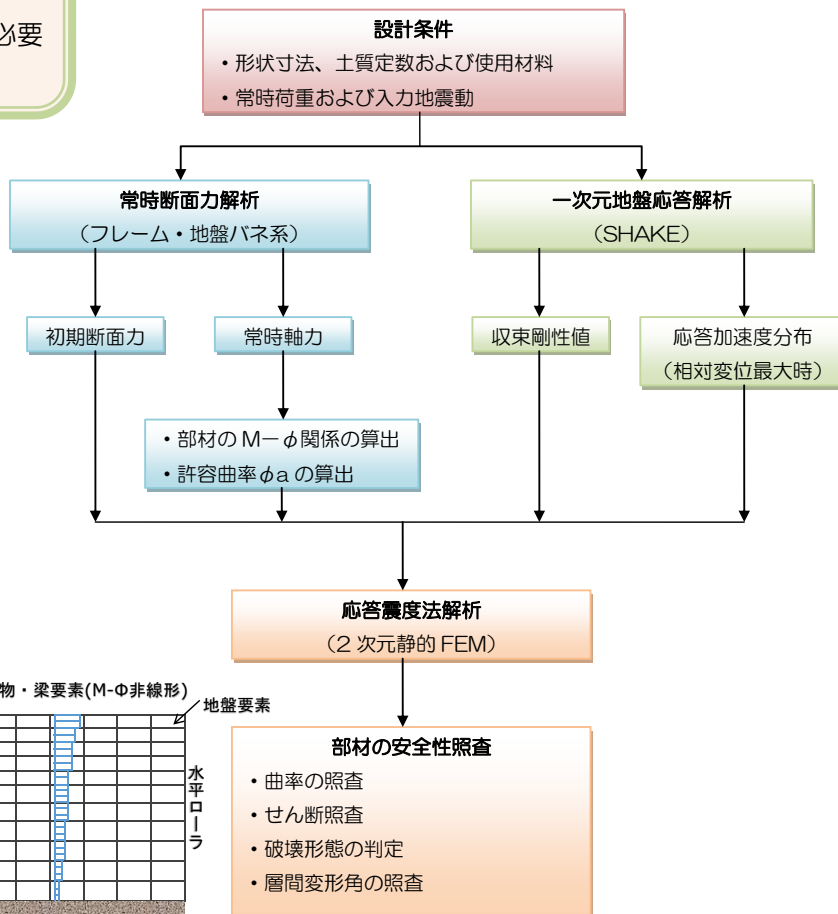 必要
設計条件
・形状寸法、土質定数および使用材料
・常時荷重および入力地震動
常時断面力解析
（フレーム・地盤バネ系）
一次元地盤応答解析
（SHAKE）
初期断面力
常時軸力
収束剛性値
応答加速度分布
（相対変位最大時）
・部材のM－φ関係の算出
・許容曲率φaの算出
応答震度法解析
（2次元静的FEM）
物・梁要素(M-Φ非線形)
地盤要素
水平ローラ
部材の安全性照査
・曲率の照査
・せん断照査
・破壊形態の判定
・層間変形角の照査